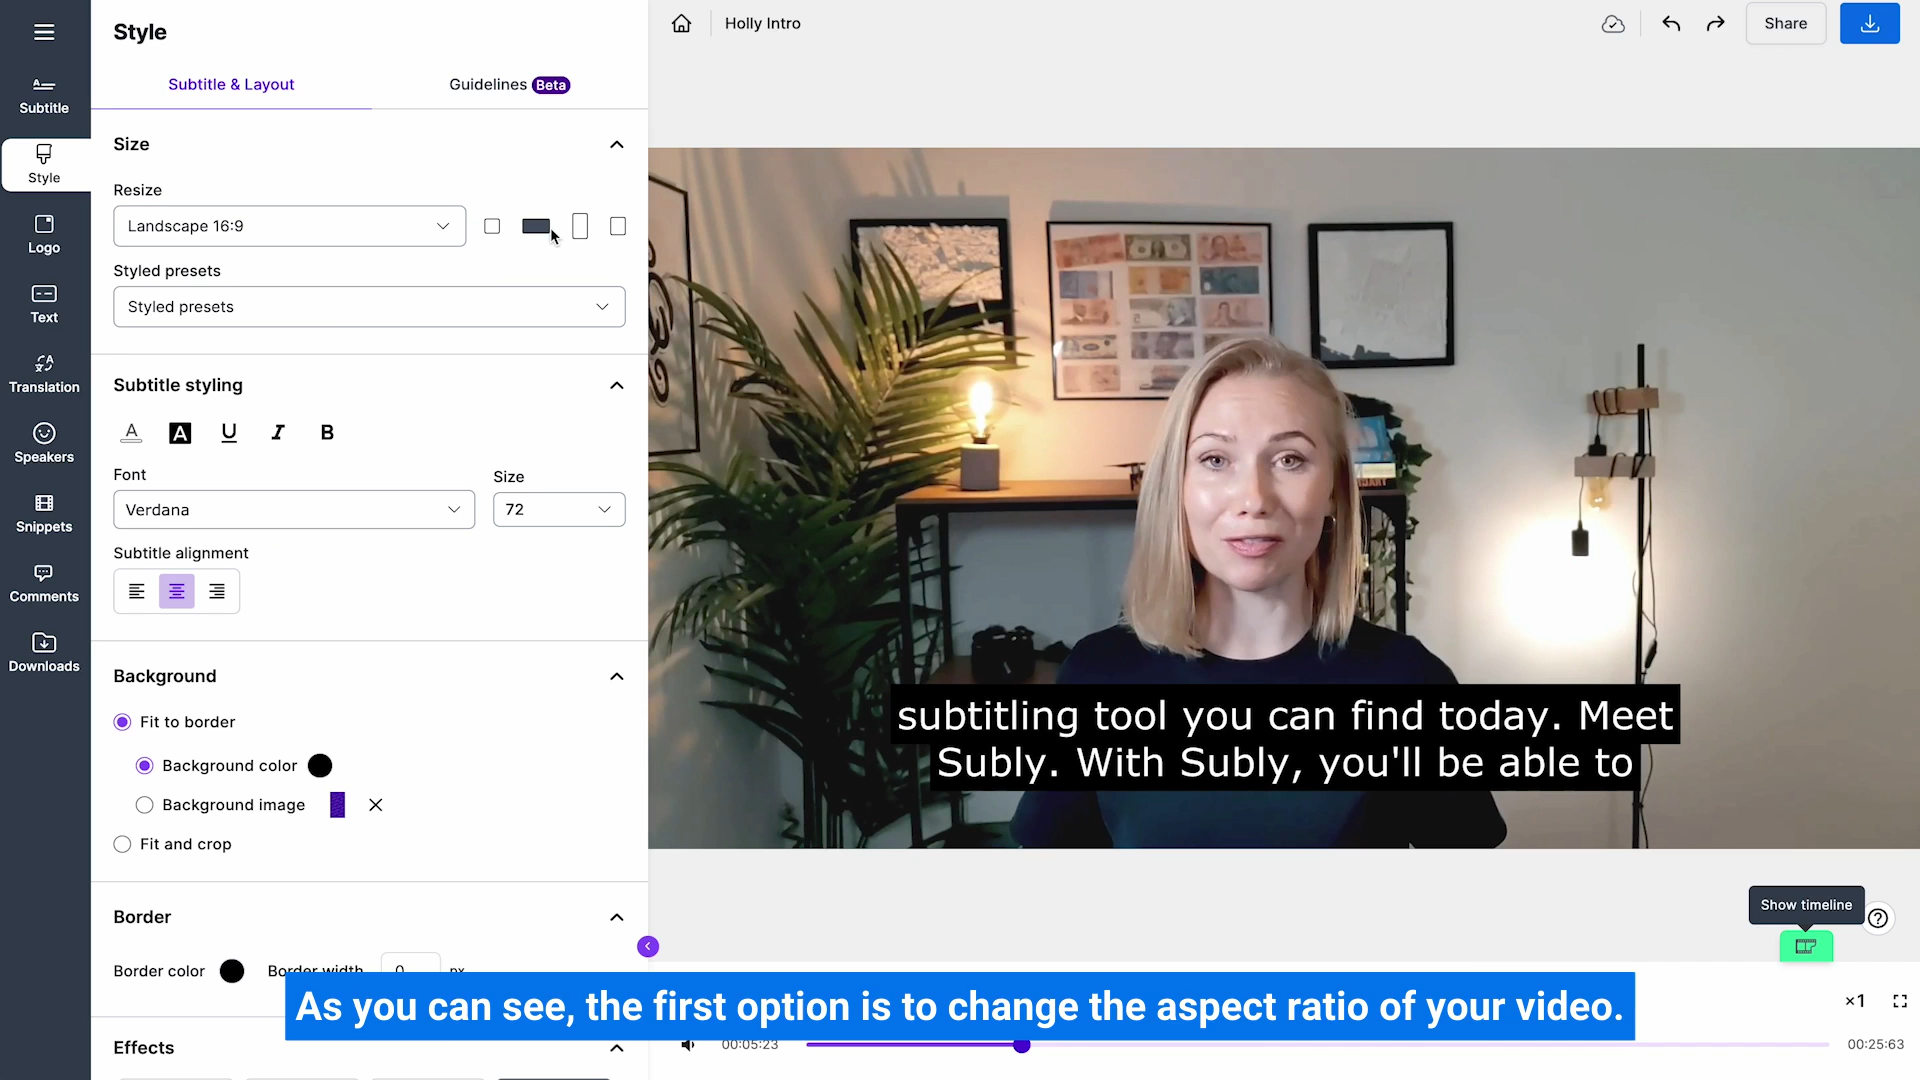 Style
Holly Intro
Share
Subtitle & Layout
Guidelines Beta
Subtitle
Style
Logo
Text
Translation
Speakers
Snippets
Comments
Downloads
Size
Resize
Landscape 16:9
Styled presets
Styled presets
Subtitle styling
A A U I B
Font
Size
Verdana
72
Subtitle alignment
Background
Fit to border
Background color
Background image
Fit and crop
Border
Border color
Border width
0 px
Effects
subtitling tool you can find today. Meet
Subly. With Subly, you'll be able to
Show timeline
×1
As you can see, the first option is to change the aspect ratio of your video.
00:05:23
00:25:63